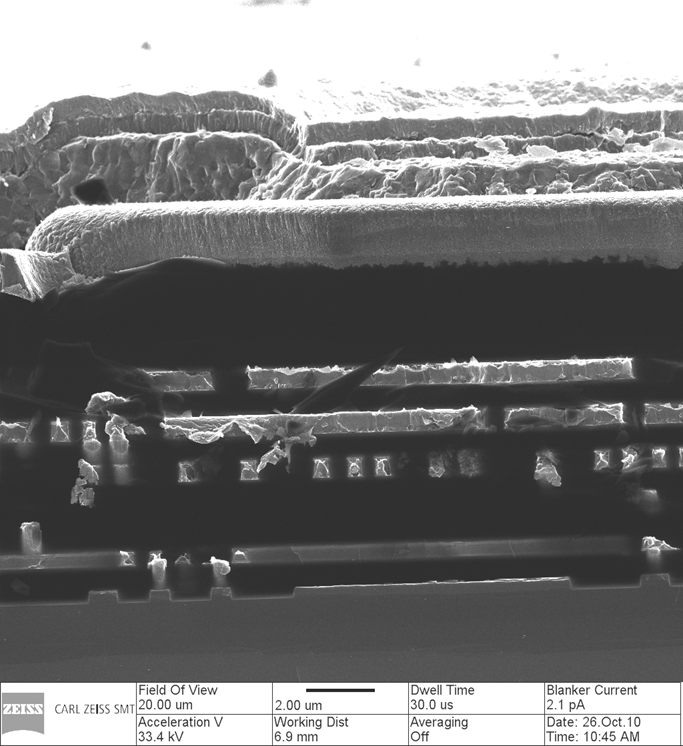 ZEISS
CARL ZEISS SMT
Field Of View
20.00 um
2.00 um
Dwell Time
30.0 us
Blanker Current
2.1 pA
Acceleration V
33.4 kV
Working Dist
6.9 mm
Averaging
Off
Date: 26.Oct.10
Time: 10:45 AM